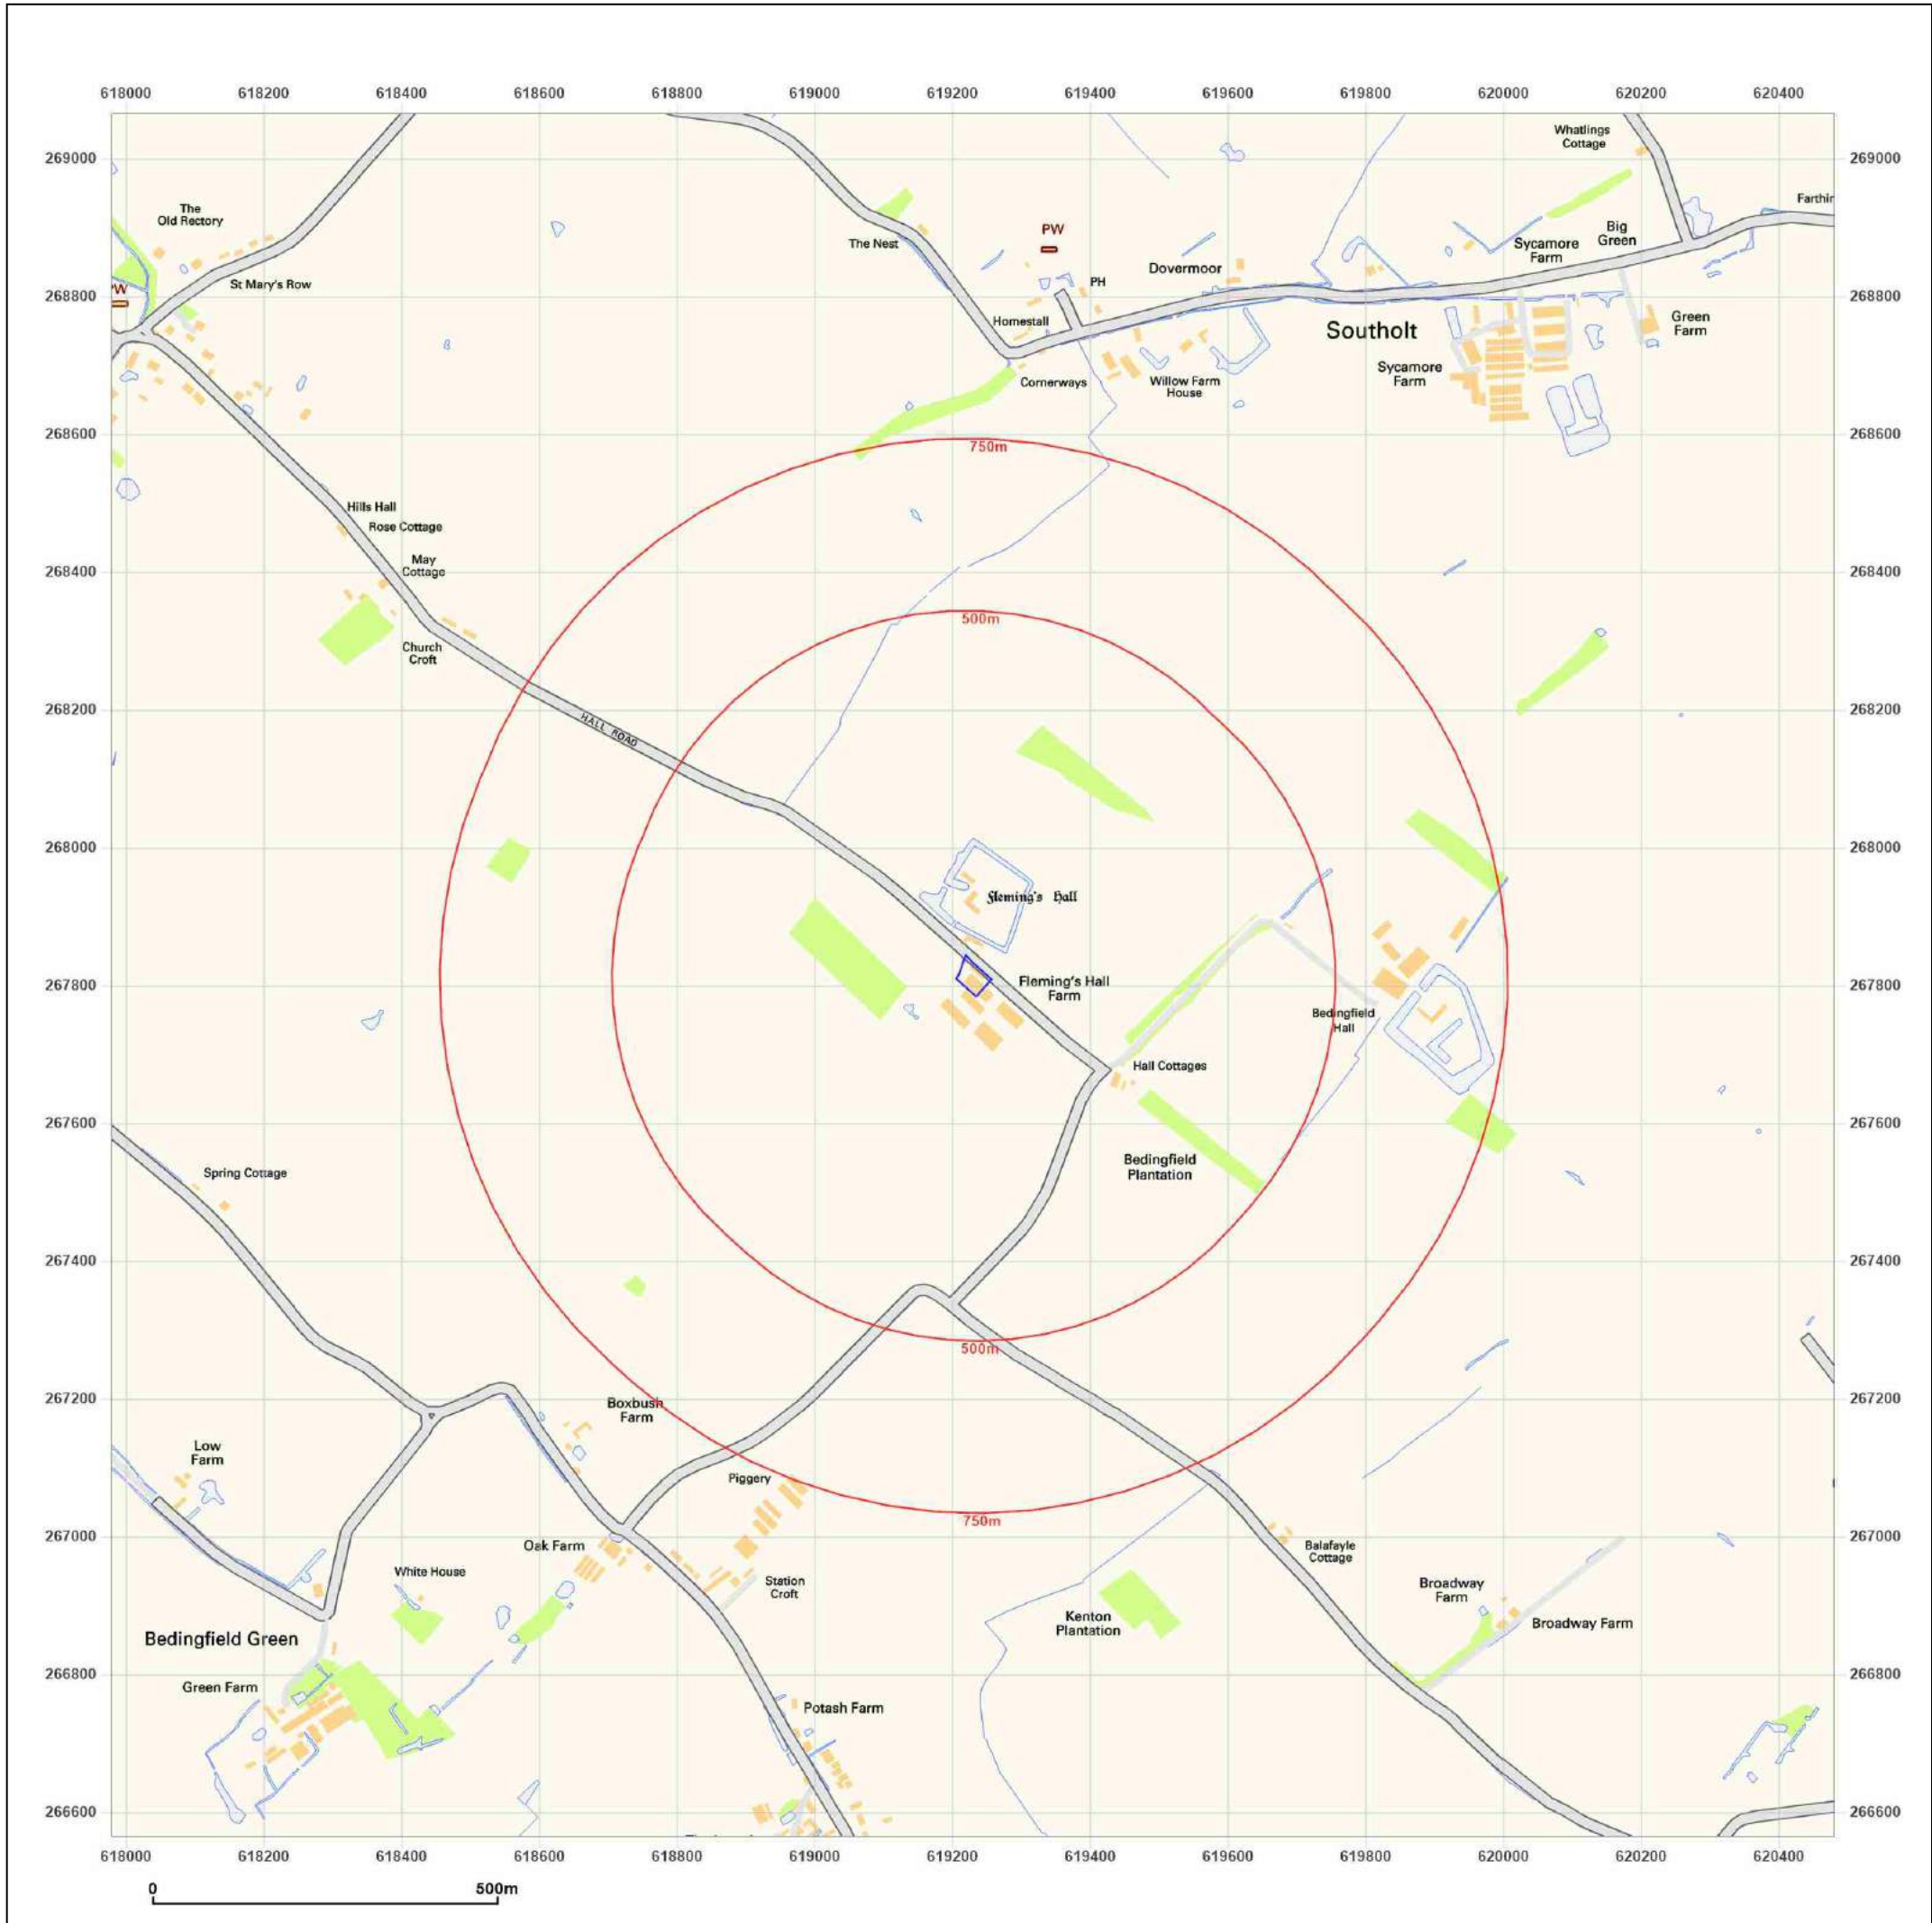 618000 618200 618400 618600 618800 619000 619200 619400 619600 619800 620000 620200 620400
269000
269000
Whatlings
Cottage
The
Old Rectory
Farthir
PW
The Nest
Big
Green
Sycamore
Farm
Dovermoor
PH
St Mary's Row
268800
268800
Homestall
Southolt
Green
Farm
Cornerways
Willow Farm
House
Sycamore
Farm
268600
268600
750m
Hills Hall
Rose Cottage
May
Cottage
268400
268400
500m
Church
Croft
268200
268200
HALL ROAD
268000
268000
Fleming's Hall
267800
267800
Fleming's Hall
Farm
Bedingfield
Hall
Hall Cottages
267600
267600
Bedingfield
Plantation
Spring Cottage
267400
267400
500m
267200
267200
Boxbush
Farm
Low
Farm
Piggery
750m
267000
267000
Oak Farm
Balafayle
Cottage
White House
Station
Croft
Broadway
Farm
Kenton
Plantation
Broadway Farm
Bedingfield Green
266800
266800
Green Farm
Potash Farm
266600
266600
618000 618200 618400 618600 618800 619000 619200 619400 619600 619800 620000 620200 620400
0 500m